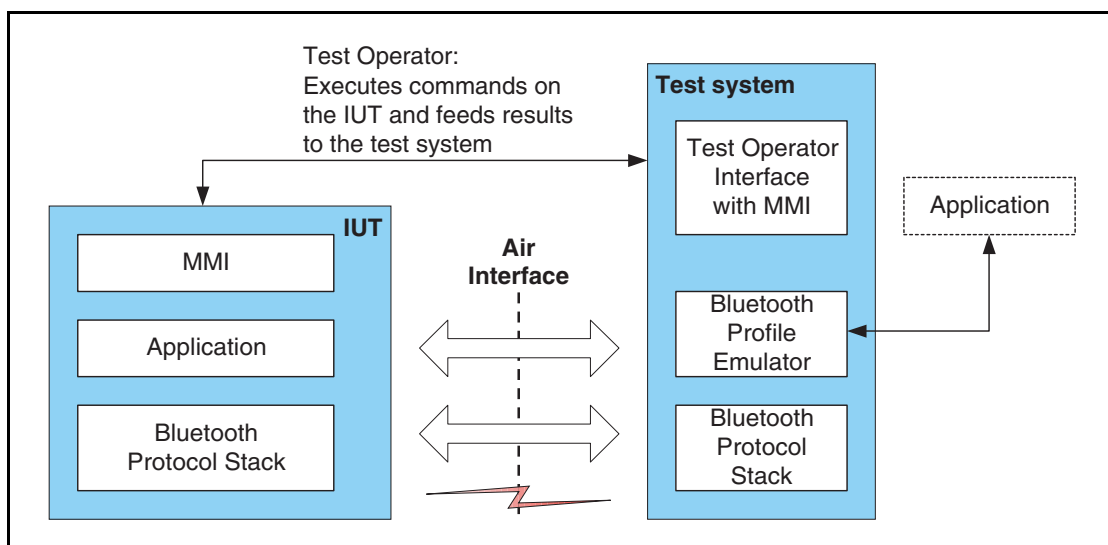 Test Operator:
Executes commands on
the IUT and feeds results
to the test system
IUT
MMI
Application
Bluetooth
Protocol Stack
Air
Interface
Test system
Test Operator
Interface
with MMI
Bluetooth
Profile
Emulator
Bluetooth
Protocol
Stack
Application